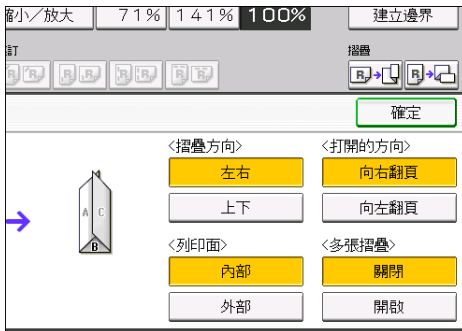 縮小／放大 71% 141% 100% 建立邊界
訂 摺疊
確定
<摺疊方向> <打開的方向>
左右 向右翻頁
A C
上下 向左翻頁
B
<列印面> <多張摺疊>
內部 關閉
外部 開啟